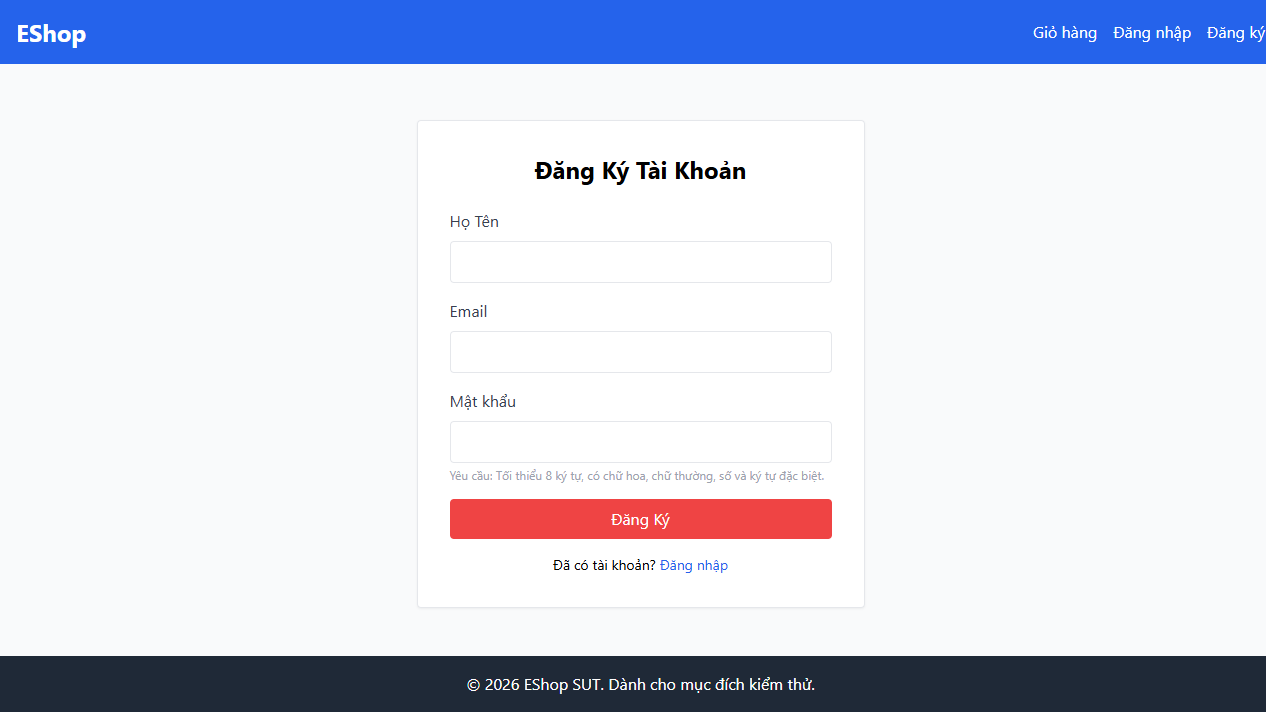 EShop
Giỏ hàng Đăng nhập Đăng ký
Đăng Ký Tài Khoản
Họ Tên
Email
Mật khẩu
Yêu cầu: Tối thiểu 8 ký tự, có chữ hoa, chữ thường, số và ký tự đặc biệt.
Đăng Ký
Đã có tài khoản? Đăng nhập
© 2026 EShop SUT. Dành cho mục đích kiểm thử.